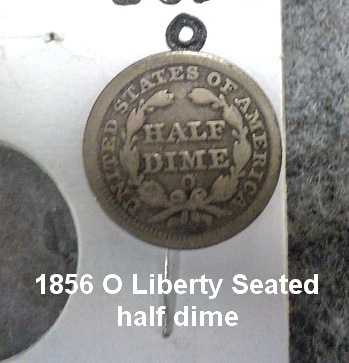 UNITED STATES OF AMERICA
HALF
DIME
O
1856 O Liberty Seated
half dime